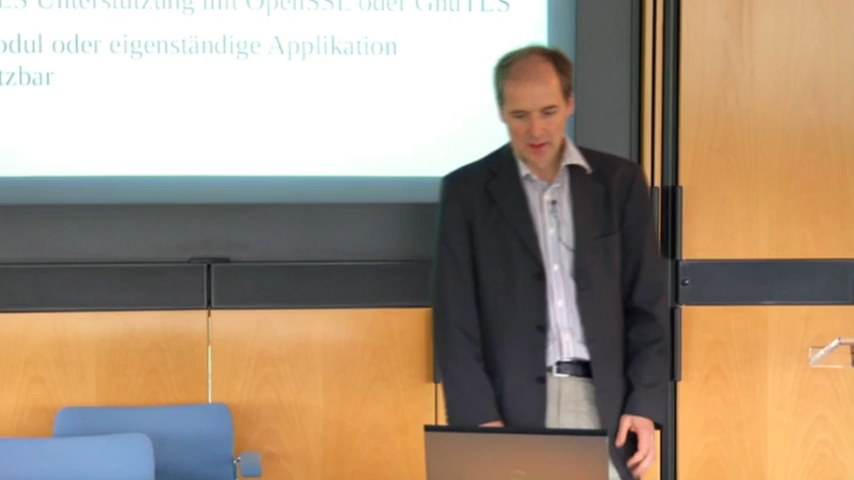 Unterstützung mit OpenSSL oder GnuTLS
odul oder eigenständige Applikation
tzbar